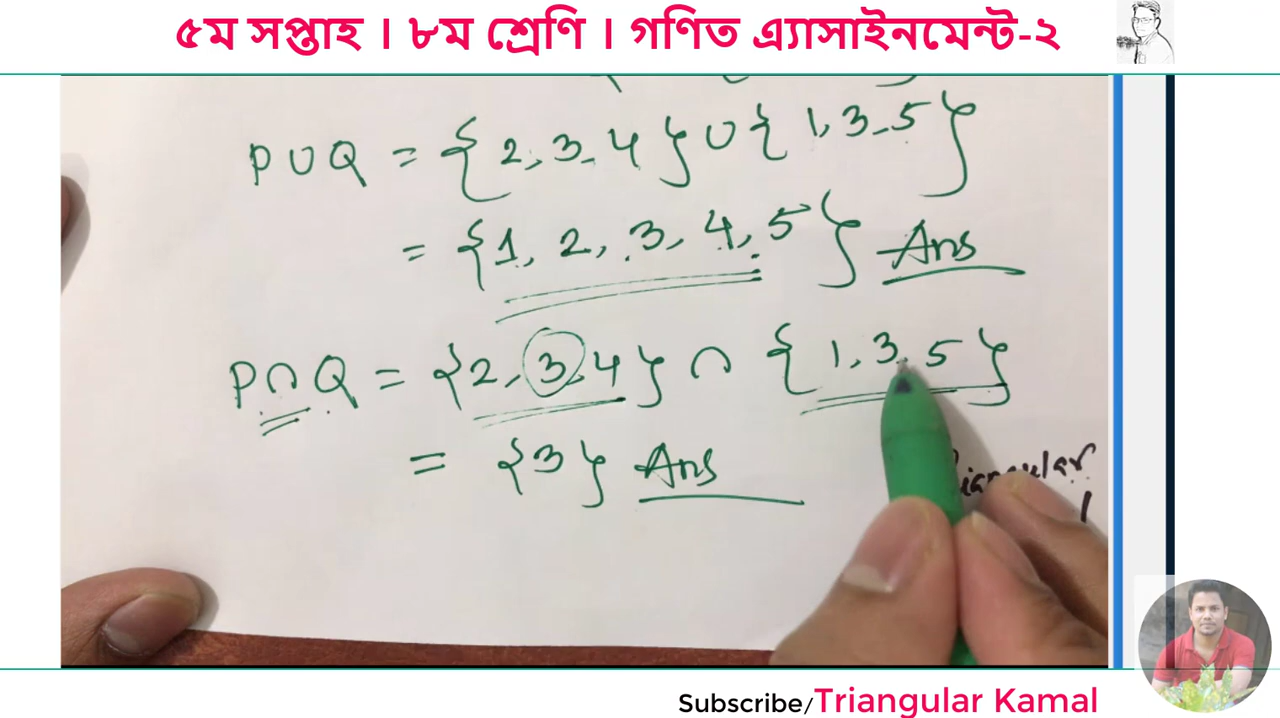 ৫ম সপ্তাহ । ৮ম শ্রেণি । গণিত এ্যাসাইনমেন্ট-২
P∪Q = {2, 3, 4} ∪ {1, 3, 5}
= {1, 2, 3, 4, 5} Ans
P∩Q = {2, 3, 4} ∩ {1, 3, 5}
= {3} Ans
Subscribe/Triangular Kamal